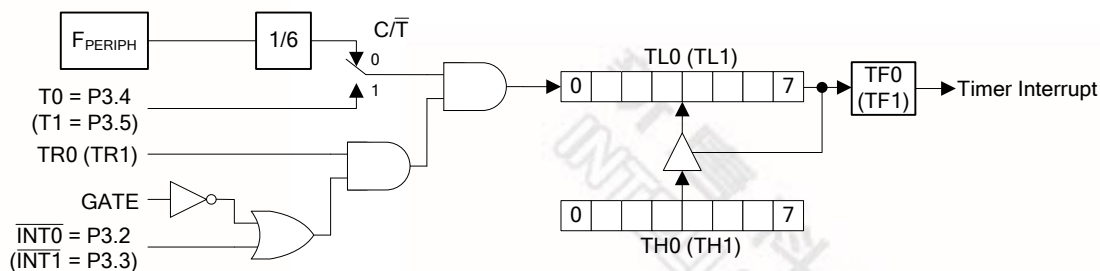 F_PERIPH
1/6
C/T̅
0
1
T0 = P3.4
(T1 = P3.5)
TR0 (TR1)
GATE
I̅N̅T̅0̅ = P3.2
(I̅N̅T̅1̅ = P3.3)
TL0 (TL1)
0 7
TF0
(TF1)
Timer Interrupt
0 7
TH0 (TH1)